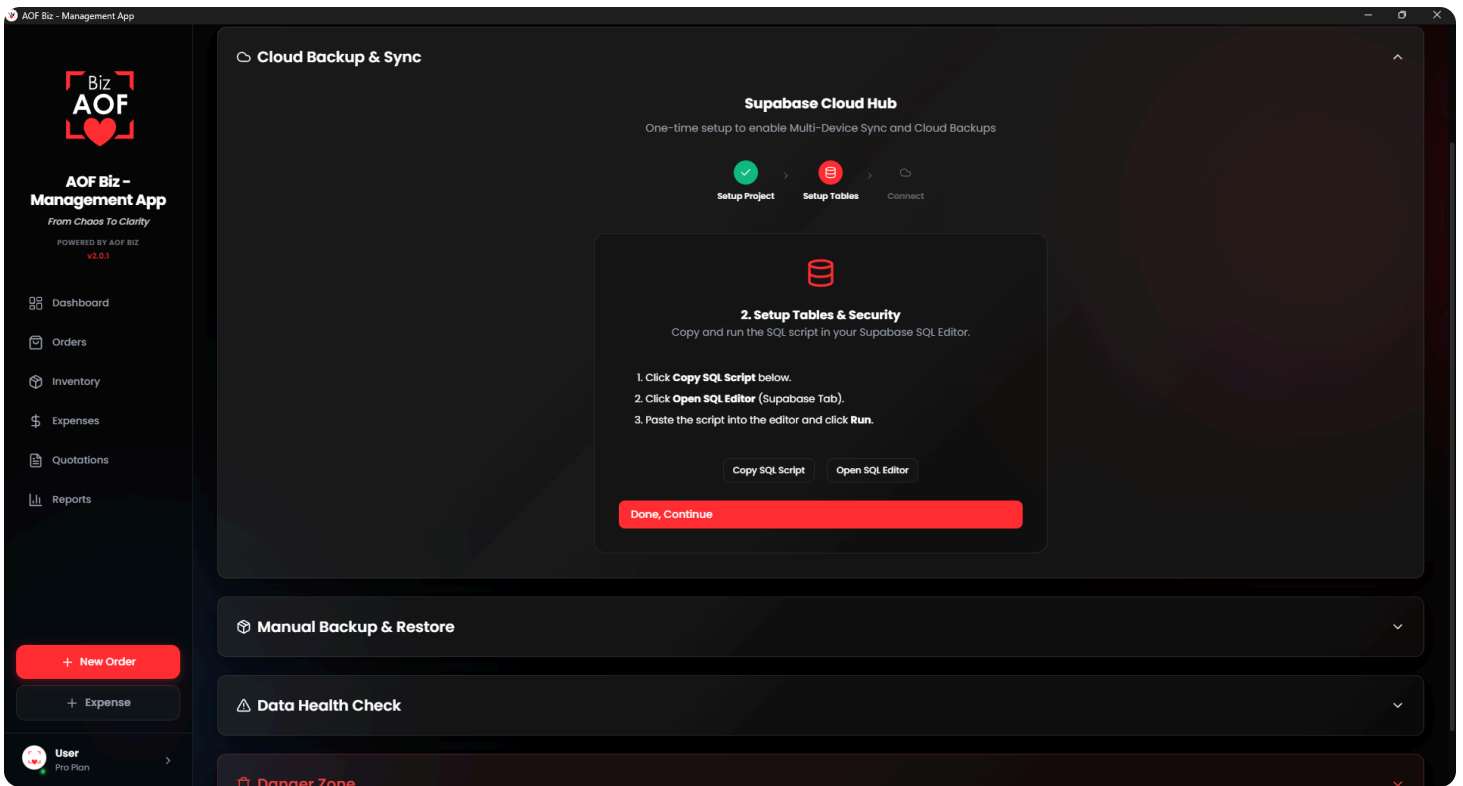 AOF Biz - Management App
Biz
AOF
AOF Biz -
Management App
From Chaos To Clarity
POWERED BY AOF BIZ
v2.0.1
Dashboard
Orders
Inventory
Expenses
Quotations
Reports
+ New Order
+ Expense
User
Pro Plan
Cloud Backup & Sync
Supabase Cloud Hub
One-time setup to enable Multi-Device Sync and Cloud Backups
Setup Project
Setup Tables
Connect
2. Setup Tables & Security
Copy and run the SQL script in your Supabase SQL Editor.
1. Click Copy SQL Script below.
2. Click Open SQL Editor (Supabase Tab).
3. Paste the script into the editor and click Run.
Copy SQL Script
Open SQL Editor
Done, Continue
Manual Backup & Restore
Data Health Check
Danger Zone